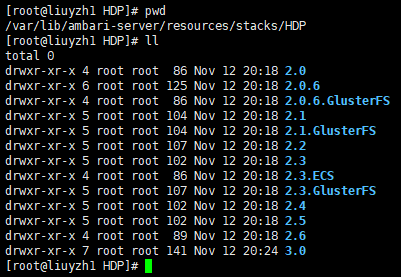 [root@liuyzh1 HDP]# pwd
/var/lib/ambari-server/resources/stacks/HDP
[root@liuyzh1 HDP]# ll
total 0
drwxr-xr-x 4 root root  86 Nov 12 20:18 2.0
drwxr-xr-x 6 root root 125 Nov 12 20:18 2.0.6
drwxr-xr-x 4 root root  86 Nov 12 20:18 2.0.6.GlusterFS
drwxr-xr-x 5 root root 104 Nov 12 20:18 2.1
drwxr-xr-x 5 root root 104 Nov 12 20:18 2.1.GlusterFS
drwxr-xr-x 5 root root 107 Nov 12 20:18 2.2
drwxr-xr-x 5 root root 102 Nov 12 20:18 2.3
drwxr-xr-x 4 root root  86 Nov 12 20:18 2.3.ECS
drwxr-xr-x 5 root root 107 Nov 12 20:18 2.3.GlusterFS
drwxr-xr-x 5 root root 102 Nov 12 20:18 2.4
drwxr-xr-x 5 root root 102 Nov 12 20:18 2.5
drwxr-xr-x 4 root root  89 Nov 12 20:18 2.6
drwxr-xr-x 7 root root 141 Nov 12 20:24 3.0
[root@liuyzh1 HDP]#